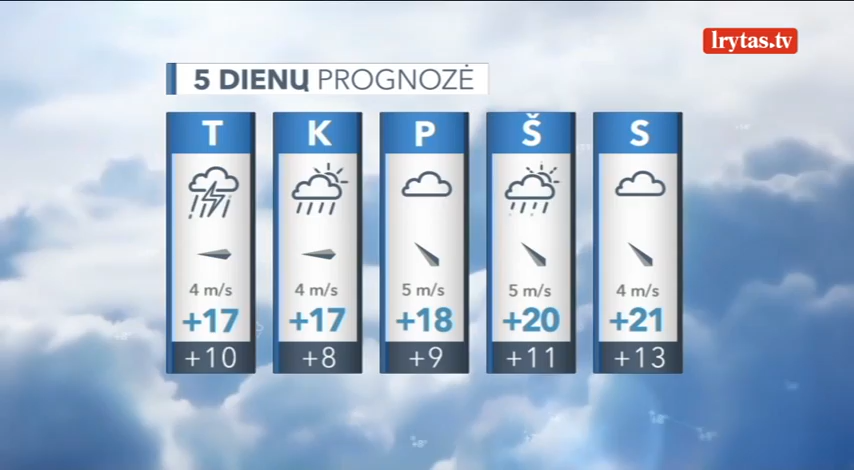 lrytas.tv
5 DIENŲ PROGNOZĖ
T K P Š S
4 m/s 4 m/s 5 m/s 5 m/s 4 m/s
+17 +17 +18 +20 +21
+10 +8 +9 +11 +13